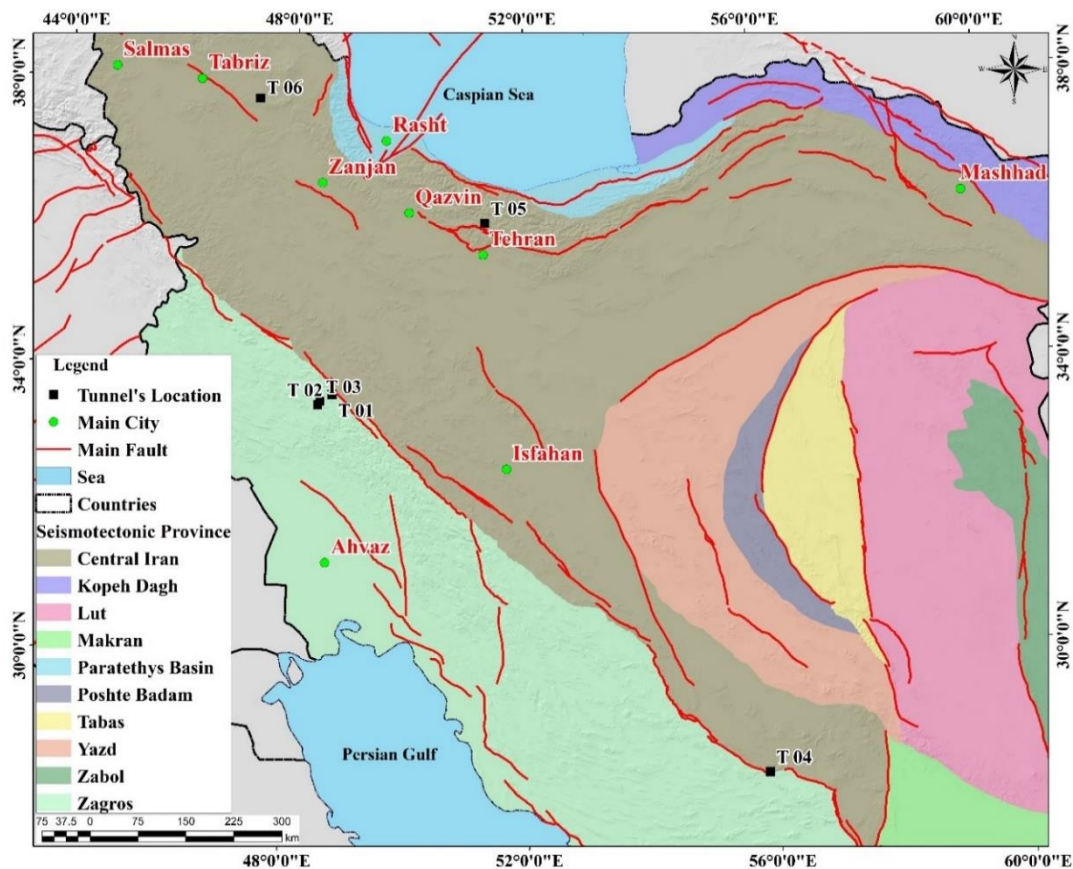 44°0'0"E
48°0'0"E
52°0'0"E
56°0'0"E
60°0'0"E
38°0'0"N
38°0'0"N
Salmas
Tabriz
T 06
Caspian Sea
Rasht
Zanjan
Mashhad
Qazvin
T 05
Tehran
34°0'0"N
34°0'0"N
Legend
T 02
T 03
T 01
Tunnel's Location
Main City
Main Fault
Isfahan
Sea
Countries
Seismotectonic Province
Central Iran
Ahvaz
Kopeh Dagh
Lut
Makran
30°0'0"N
30°0'0"N
Paratethys Basin
Poshte Badam
Tabas
Yazd
Persian Gulf
T 04
Zabol
Zagros
75 37.5 0 75 150 225 300
km
48°0'0"E
52°0'0"E
56°0'0"E
60°0'0"E